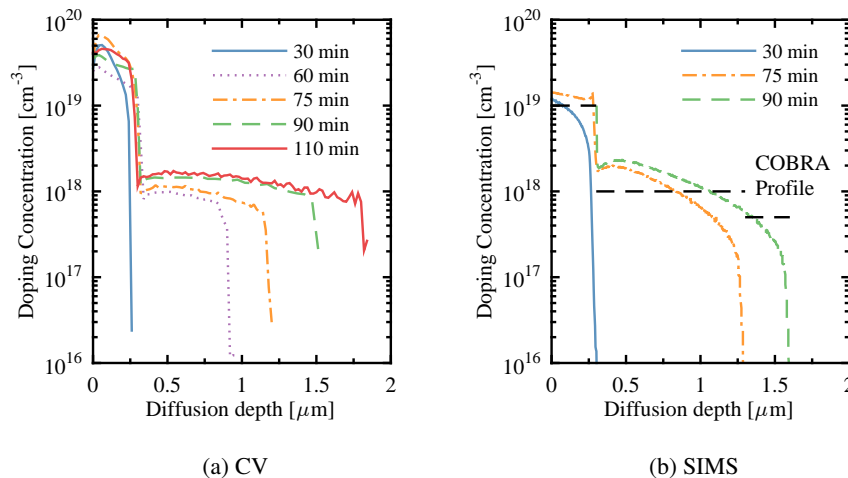 10^20
10^19
10^18
10^17
10^16
Doping Concentration [cm^-3]
30 min
60 min
75 min
90 min
110 min
0 0.5 1 1.5 2
Diffusion depth [μm]
(a) CV
10^20
10^19
10^18
10^17
10^16
Doping Concentration [cm^-3]
30 min
75 min
90 min
COBRA
Profile
0 0.5 1 1.5 2
Diffusion depth [μm]
(b) SIMS